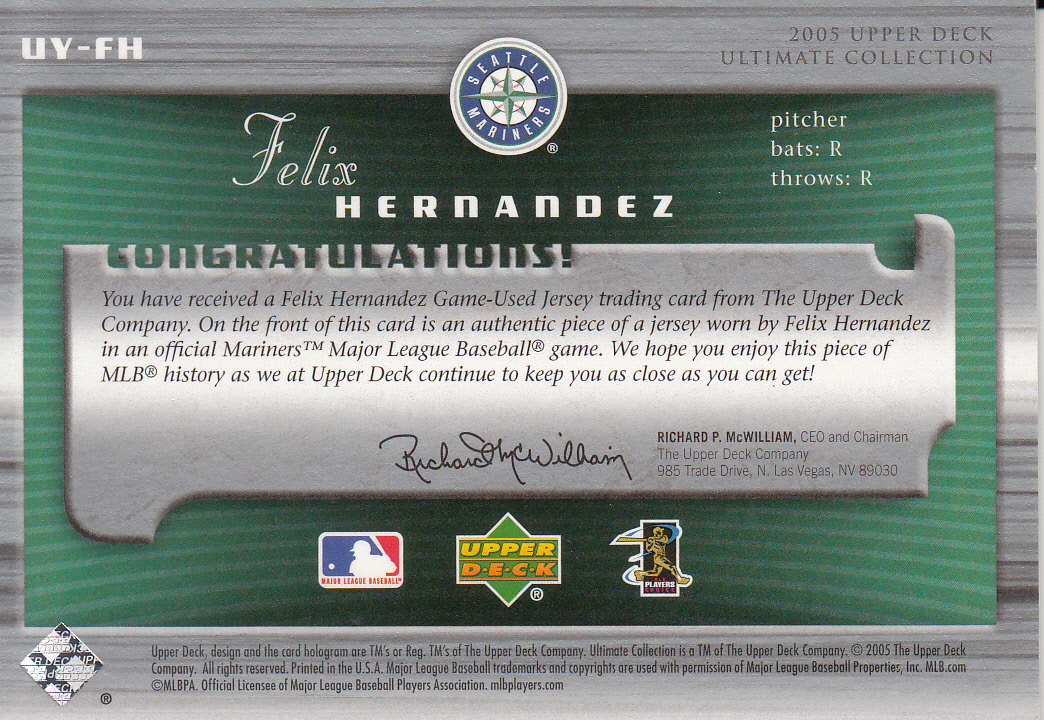 UY-FH
2005 UPPER DECK
ULTIMATE COLLECTION
SEATTLE
MARINERS
®
Felix
HERNANDEZ
pitcher
bats: R
throws: R
CONGRATULATIONS!
You have received a Felix Hernandez Game-Used Jersey trading card from The Upper Deck
Company. On the front of this card is an authentic piece of a jersey worn by Felix Hernandez
in an official Mariners™ Major League Baseball® game. We hope you enjoy this piece of
MLB® history as we at Upper Deck continue to keep you as close as you can get!
Richard P. McWilliam
RICHARD P. McWILLIAM, CEO and Chairman
The Upper Deck Company
985 Trade Drive, N. Las Vegas, NV 89030
MAJOR LEAGUE BASEBALL®
UPPER
D·E·C·K
®
PLAYERS
CHOICE
Upper Deck, design and the card hologram are TM's or Reg. TM's of The Upper Deck Company. Ultimate Collection is a TM of The Upper Deck Company. © 2005 The Upper Deck
Company. All rights reserved. Printed in the U.S.A. Major League Baseball trademarks and copyrights are used with permission of Major League Baseball Properties, Inc. MLB.com
©MLBPA. Official Licensee of Major League Baseball Players Association. mlbplayers.com
®